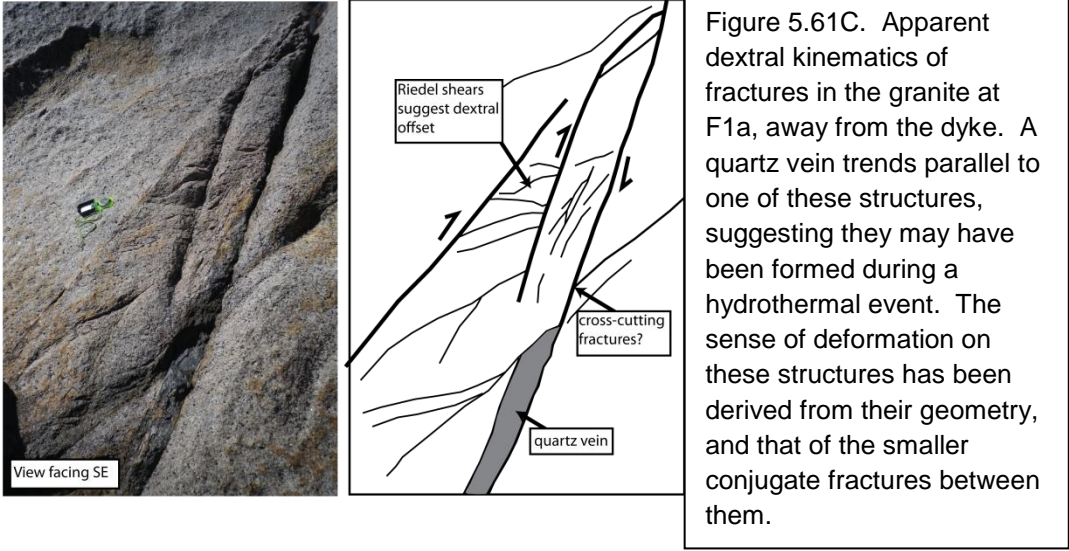 View facing SE
Riedel shears
suggest dextral
offset
cross-cutting
fractures?
quartz vein
Figure 5.61C.  Apparent
dextral kinematics of
fractures in the granite at
F1a, away from the dyke.  A
quartz vein trends parallel to
one of these structures,
suggesting they may have
been formed during a
hydrothermal event.  The
sense of deformation on
these structures has been
derived from their geometry,
and that of the smaller
conjugate fractures between
them.